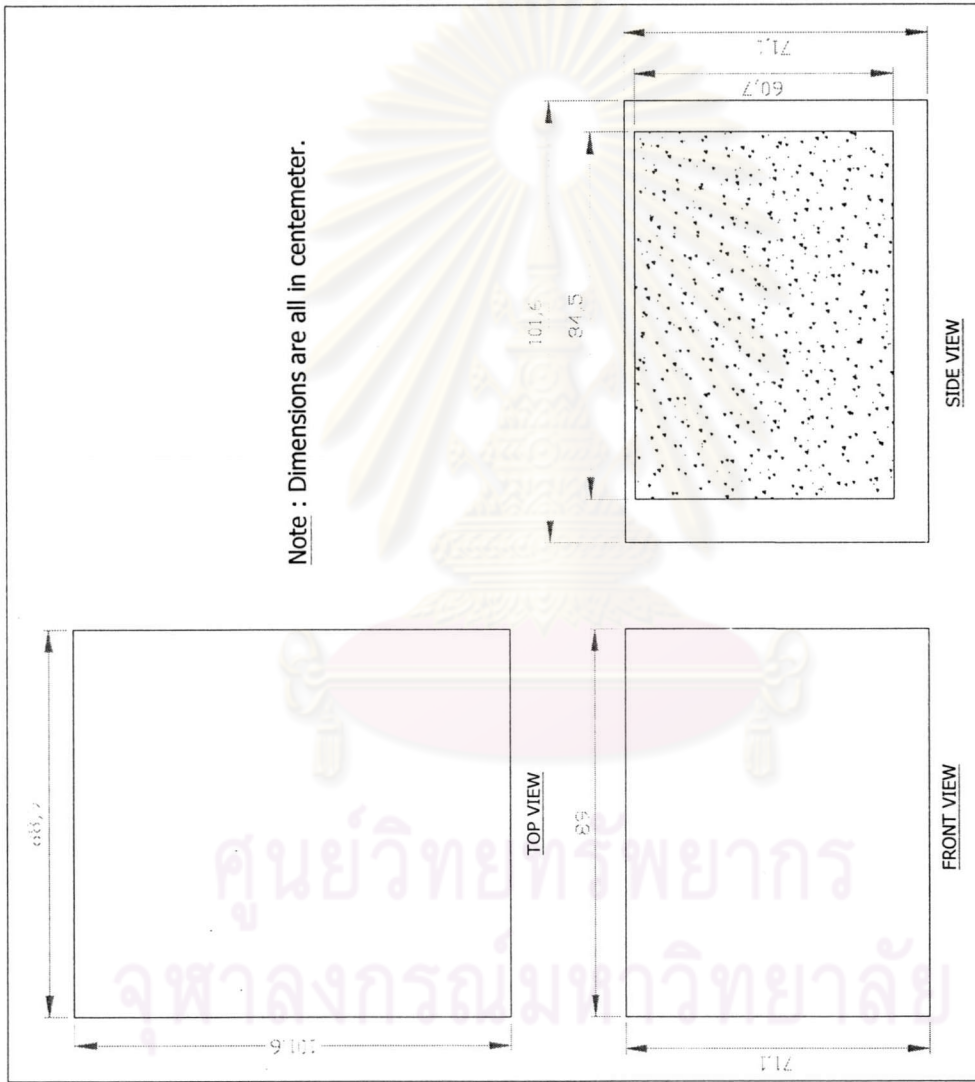 Note : Dimensions are all in centemeter.
101,6
TOP VIEW
89
71,1
FRONT VIEW
101,6
84,5
71,1
60,7
SIDE VIEW
ศูนย์วิทยทรัพยากร
จุฬาลงกรณ์มหาวิทยาลัย